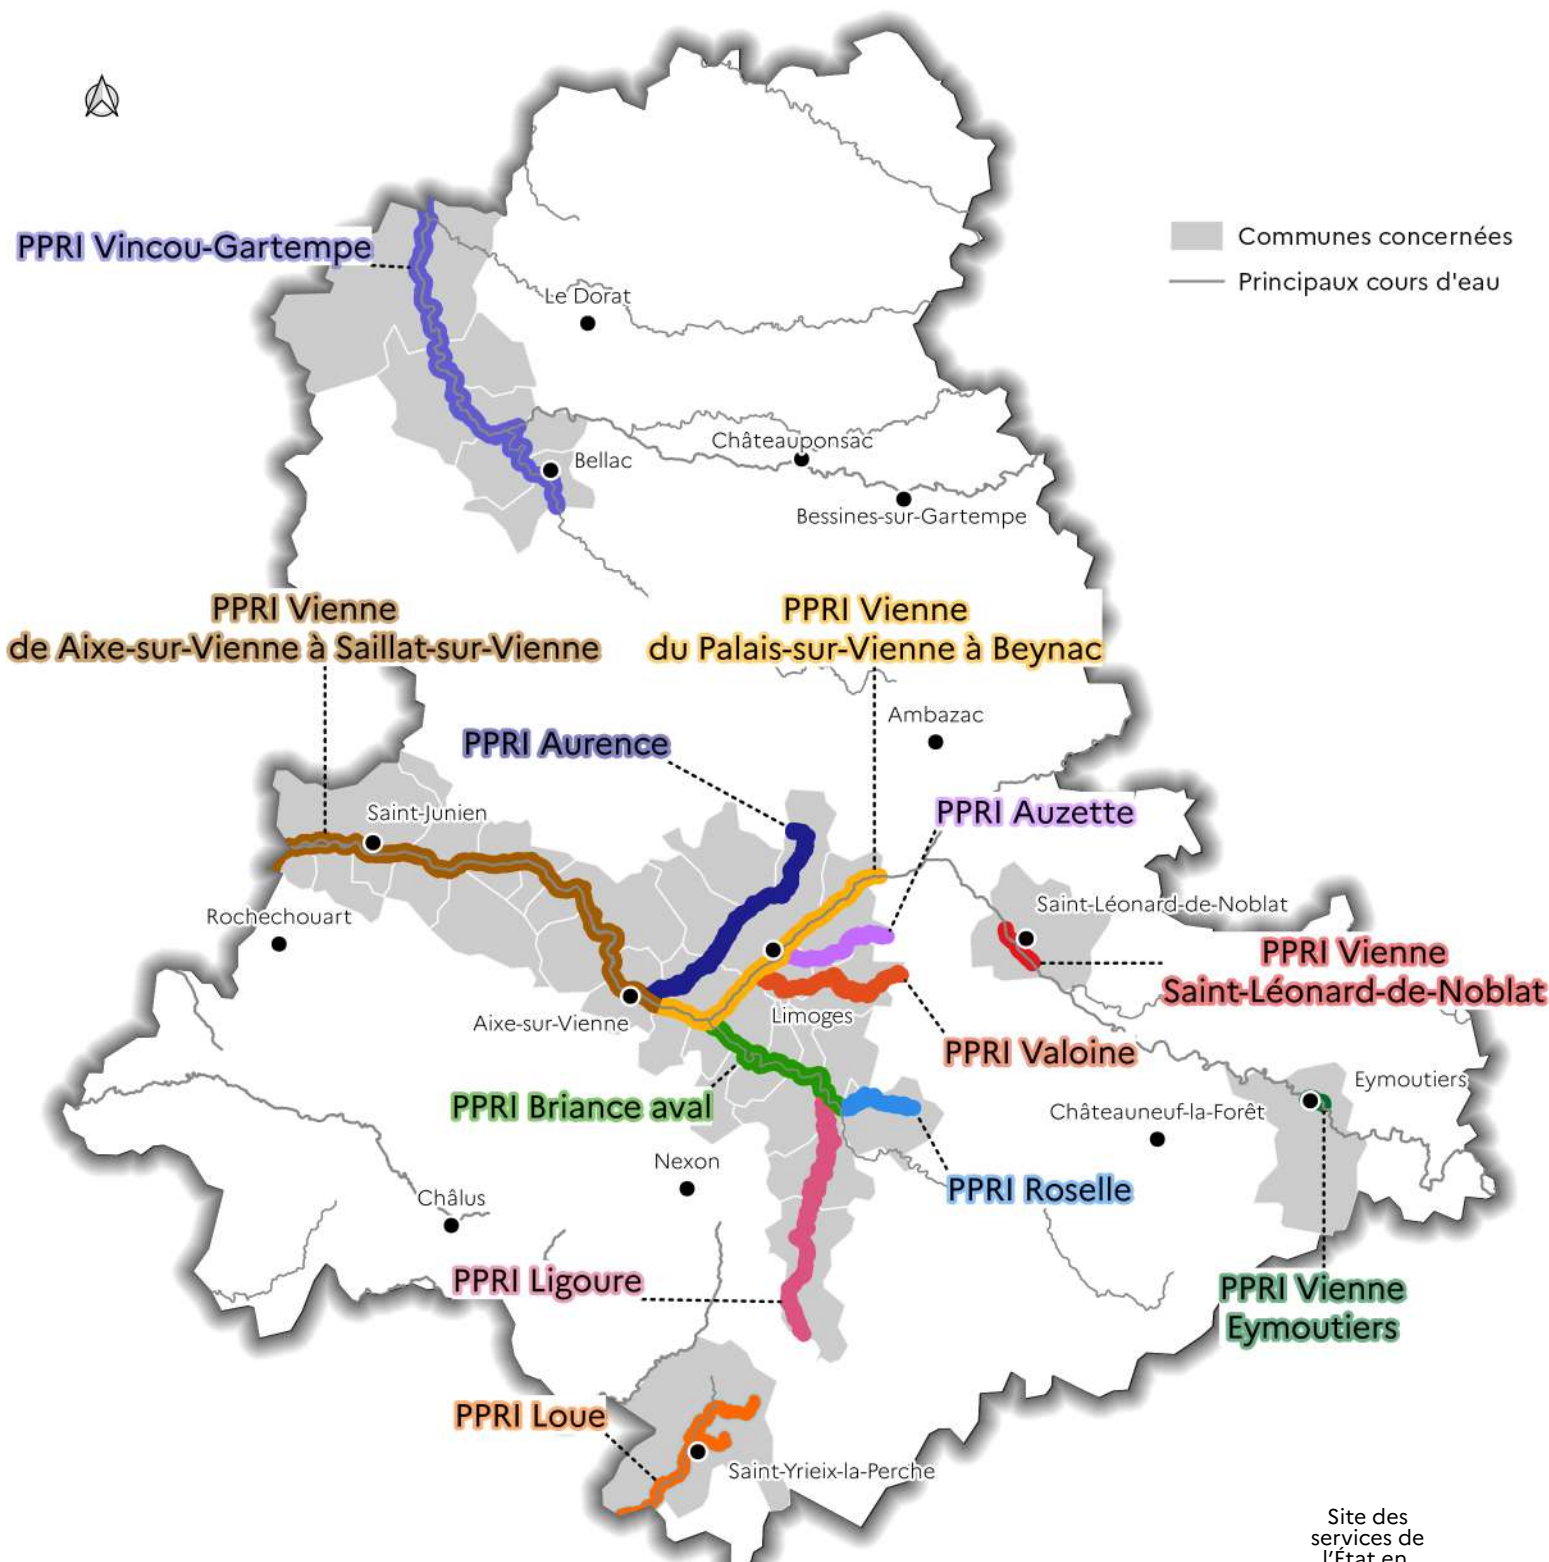 PPRI Vincou-Gartempe
Communes concernées
Principaux cours d'eau
Le Dorat
Châteauponsac
Bellac
Bessines-sur-Gartempe
PPRI Vienne
de Aixe-sur-Vienne à Saillat-sur-Vienne
PPRI Vienne
du Palais-sur-Vienne à Beynac
Ambazac
PPRI Aurence
Saint-Junien
PPRI Auzette
Rochechouart
Saint-Léonard-de-Noblat
PPRI Vienne
Saint-Léonard-de-Noblat
Aixe-sur-Vienne
Limoges
PPRI Valoine
PPRI Briance aval
Eymoutiers
Châteauneuf-la-Forêt
Nexon
Châlus
PPRI Roselle
PPRI Ligoure
PPRI Vienne
Eymoutiers
PPRI Loue
Saint-Yrieix-la-Perche
Site des
services de
l'État en